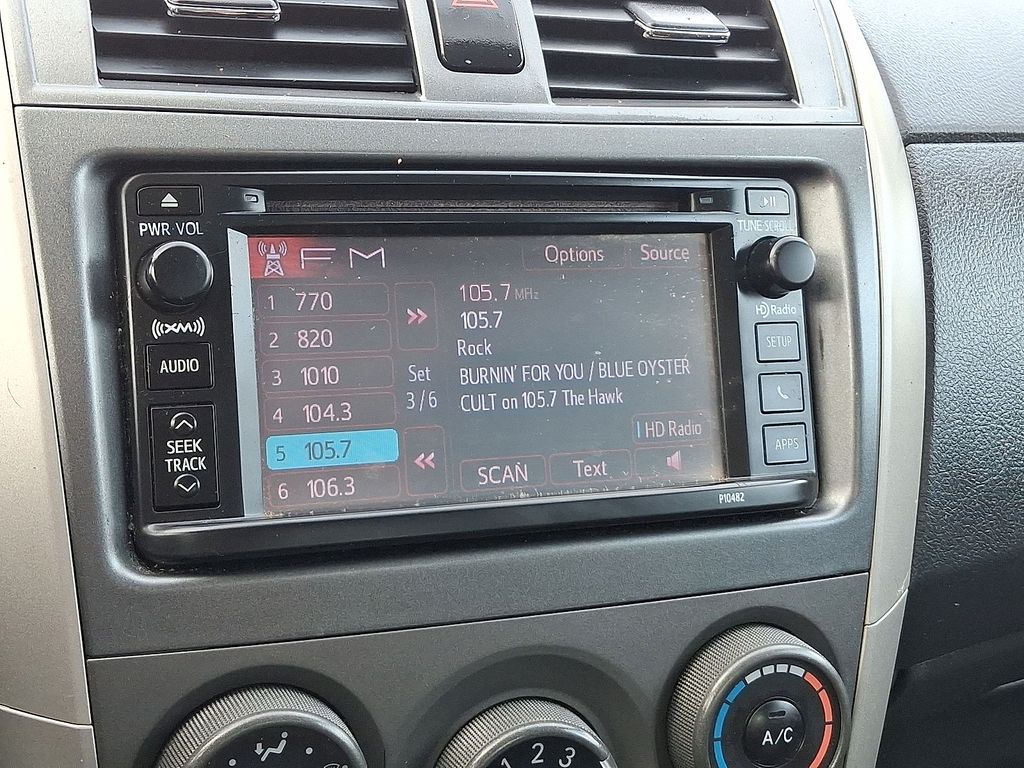 PWR·VOL
TUNE·SCROLL
FM
Options
Source
1 770
2 820
3 1010
4 104.3
5 105.7
6 106.3
Set
3/6
105.7 MHz
105.7
Rock
BURNIN' FOR YOU / BLUE OYSTER
CULT on 105.7 The Hawk
HD Radio
SCAN
Text
((XM))
AUDIO
SEEK
TRACK
HD Radio
SETUP
APPS
P10482
1 2 3
A/C